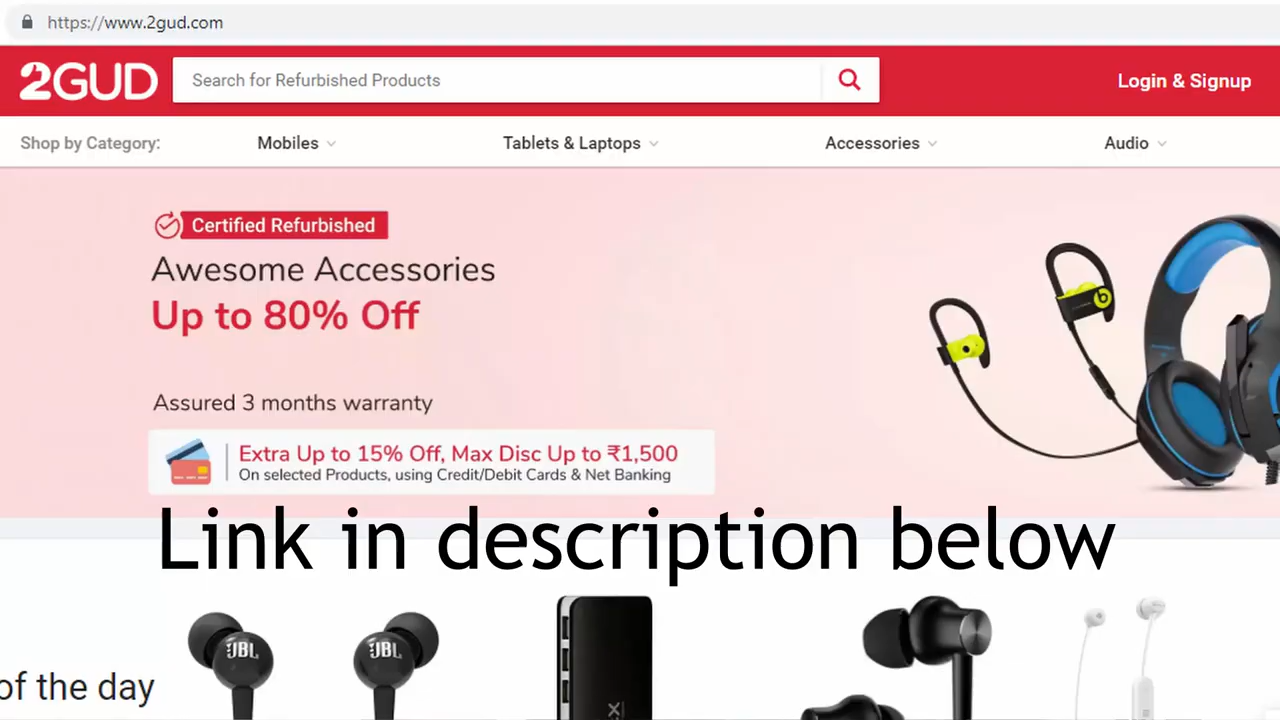 https://www.2gud.com
2GUD
Search for Refurbished Products
Login & Signup
Shop by Category:
Mobiles
Tablets & Laptops
Accessories
Audio
Certified Refurbished
Awesome Accessories
Up to 80% Off
Assured 3 months warranty
Extra Up to 15% Off, Max Disc Up to ₹1,500
On selected Products, using Credit/Debit Cards & Net Banking
Link in description below
JBL
JBL
of the day